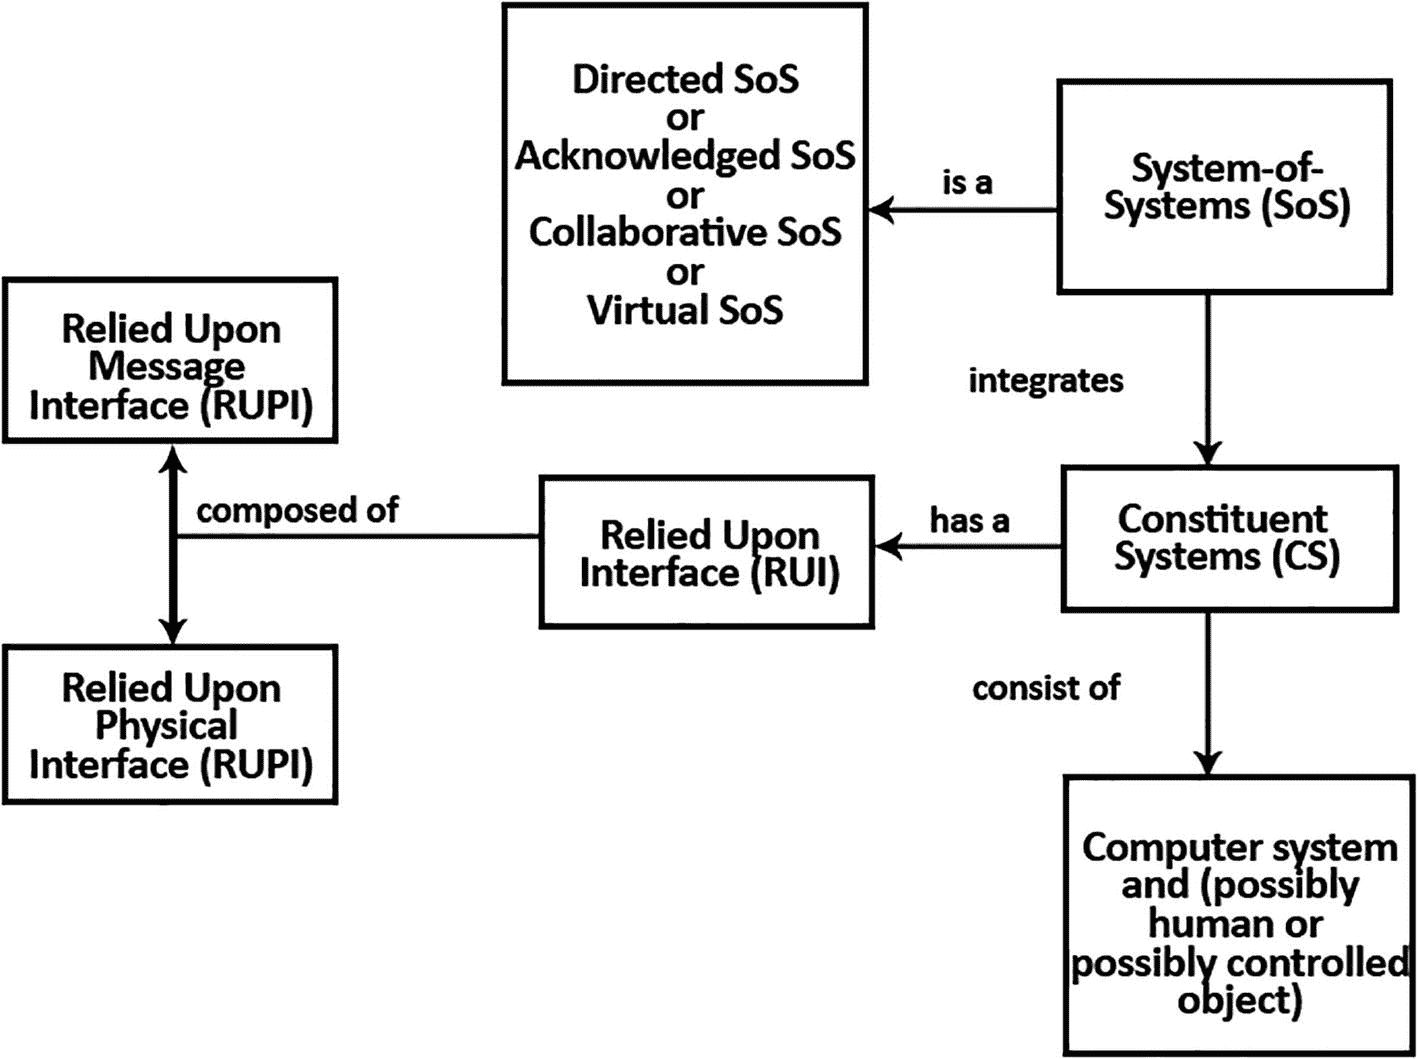 Directed SoS
or
Acknowledged SoS
or
Collaborative SoS
or
Virtual SoS
is a
System-of-
Systems (SoS)
integrates
Relied Upon
Message
Interface (RUPI)
composed of
Relied Upon
Interface (RUI)
has a
Constituent
Systems (CS)
consist of
Relied Upon
Physical
Interface (RUPI)
Computer system
and (possibly
human or
possibly controlled
object)